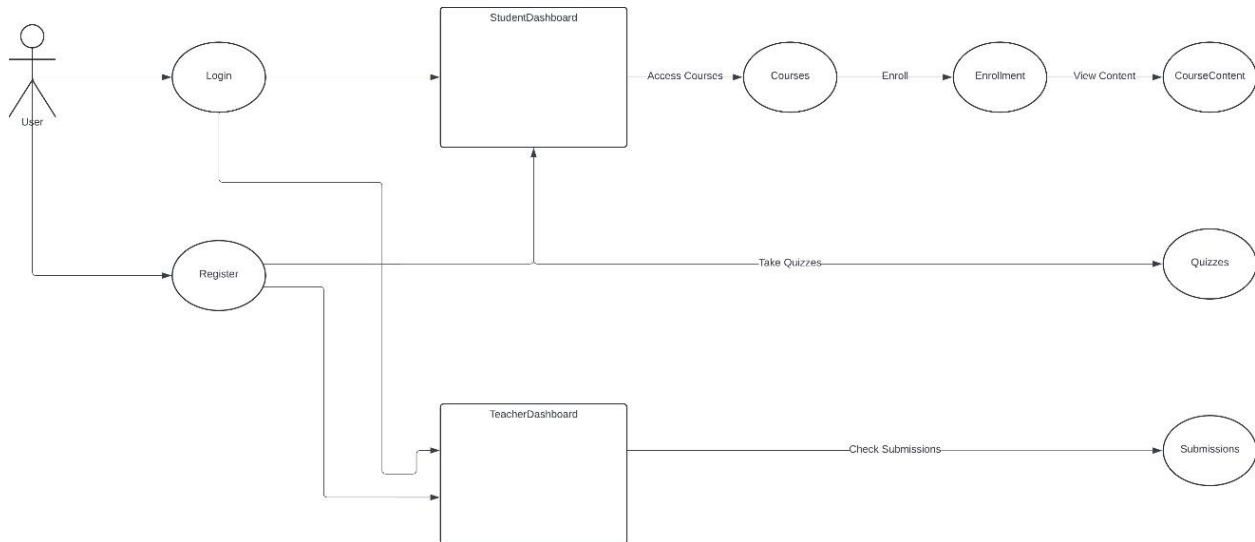 StudentDashboard
User
Login
Access Courses
Courses
Enroll
Enrollment
View Content
CourseContent
Register
Take Quizzes
Quizzes
TeacherDashboard
Check Submissions
Submissions